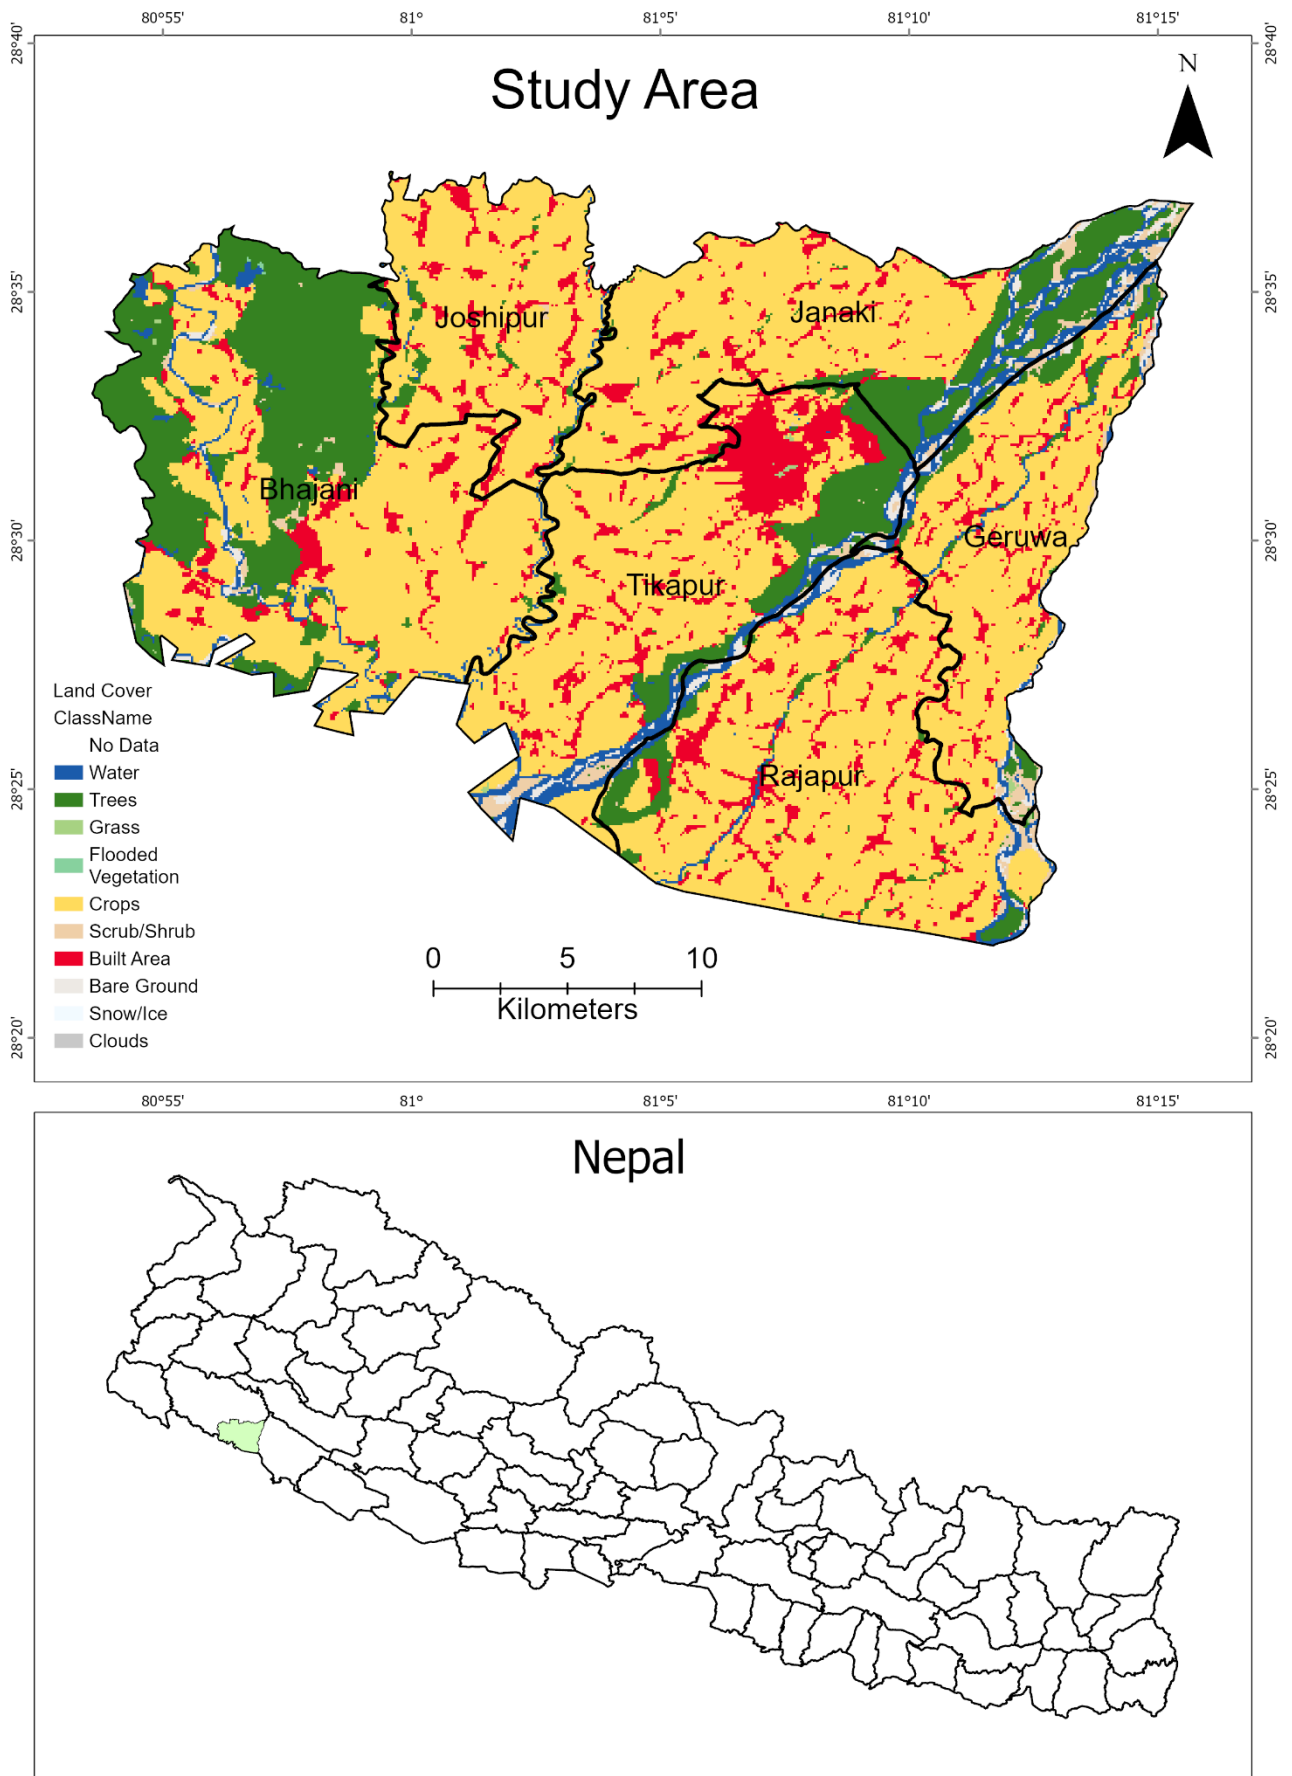 80°55' 81° 81°5' 81°10' 81°15'
28°40' 28°40'
N
Study Area
28°35' 28°35'
Joshipur
Janaki
Bhajani
28°30' 28°30'
Geruwa
Tikapur
Land Cover
ClassName
No Data
Water
28°25' 28°25'
Rajapur
Trees
Grass
Flooded
Vegetation
Crops
Scrub/Shrub
Built Area
0 5 10
Kilometers
Bare Ground
Snow/Ice
Clouds
28°20' 28°20'
80°55' 81° 81°5' 81°10' 81°15'
Nepal